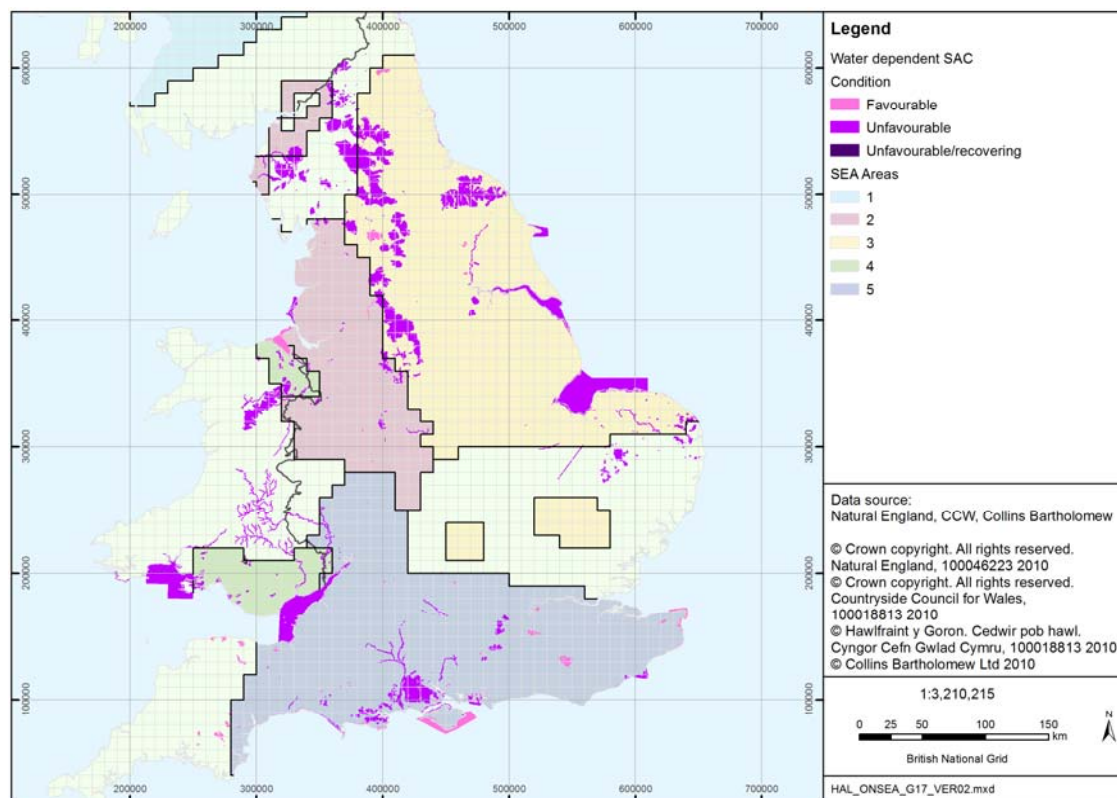 200000 300000 400000 500000 600000 700000
600000 600000
500000 500000
400000 400000
300000 300000
200000 200000
100000 100000
200000 300000 400000 500000 600000 700000
Legend
Water dependent SAC
Condition
Favourable
Unfavourable
Unfavourable/recovering
SEA Areas
1
2
3
4
5
Data source:
Natural England, CCW, Collins Bartholomew
© Crown copyright. All rights reserved.
Natural England, 100046223 2010
© Crown copyright. All rights reserved.
Countryside Council for Wales,
100018813 2010
© Hawlfraint y Goron. Cedwir pob hawl.
Cyngor Cefn Gwlad Cymru, 100018813 2010
© Collins Bartholomew Ltd 2010
1:3,210,215
N
0 25 50 100 150
km
British National Grid
HAL_ONSEA_G17_VER02.mxd